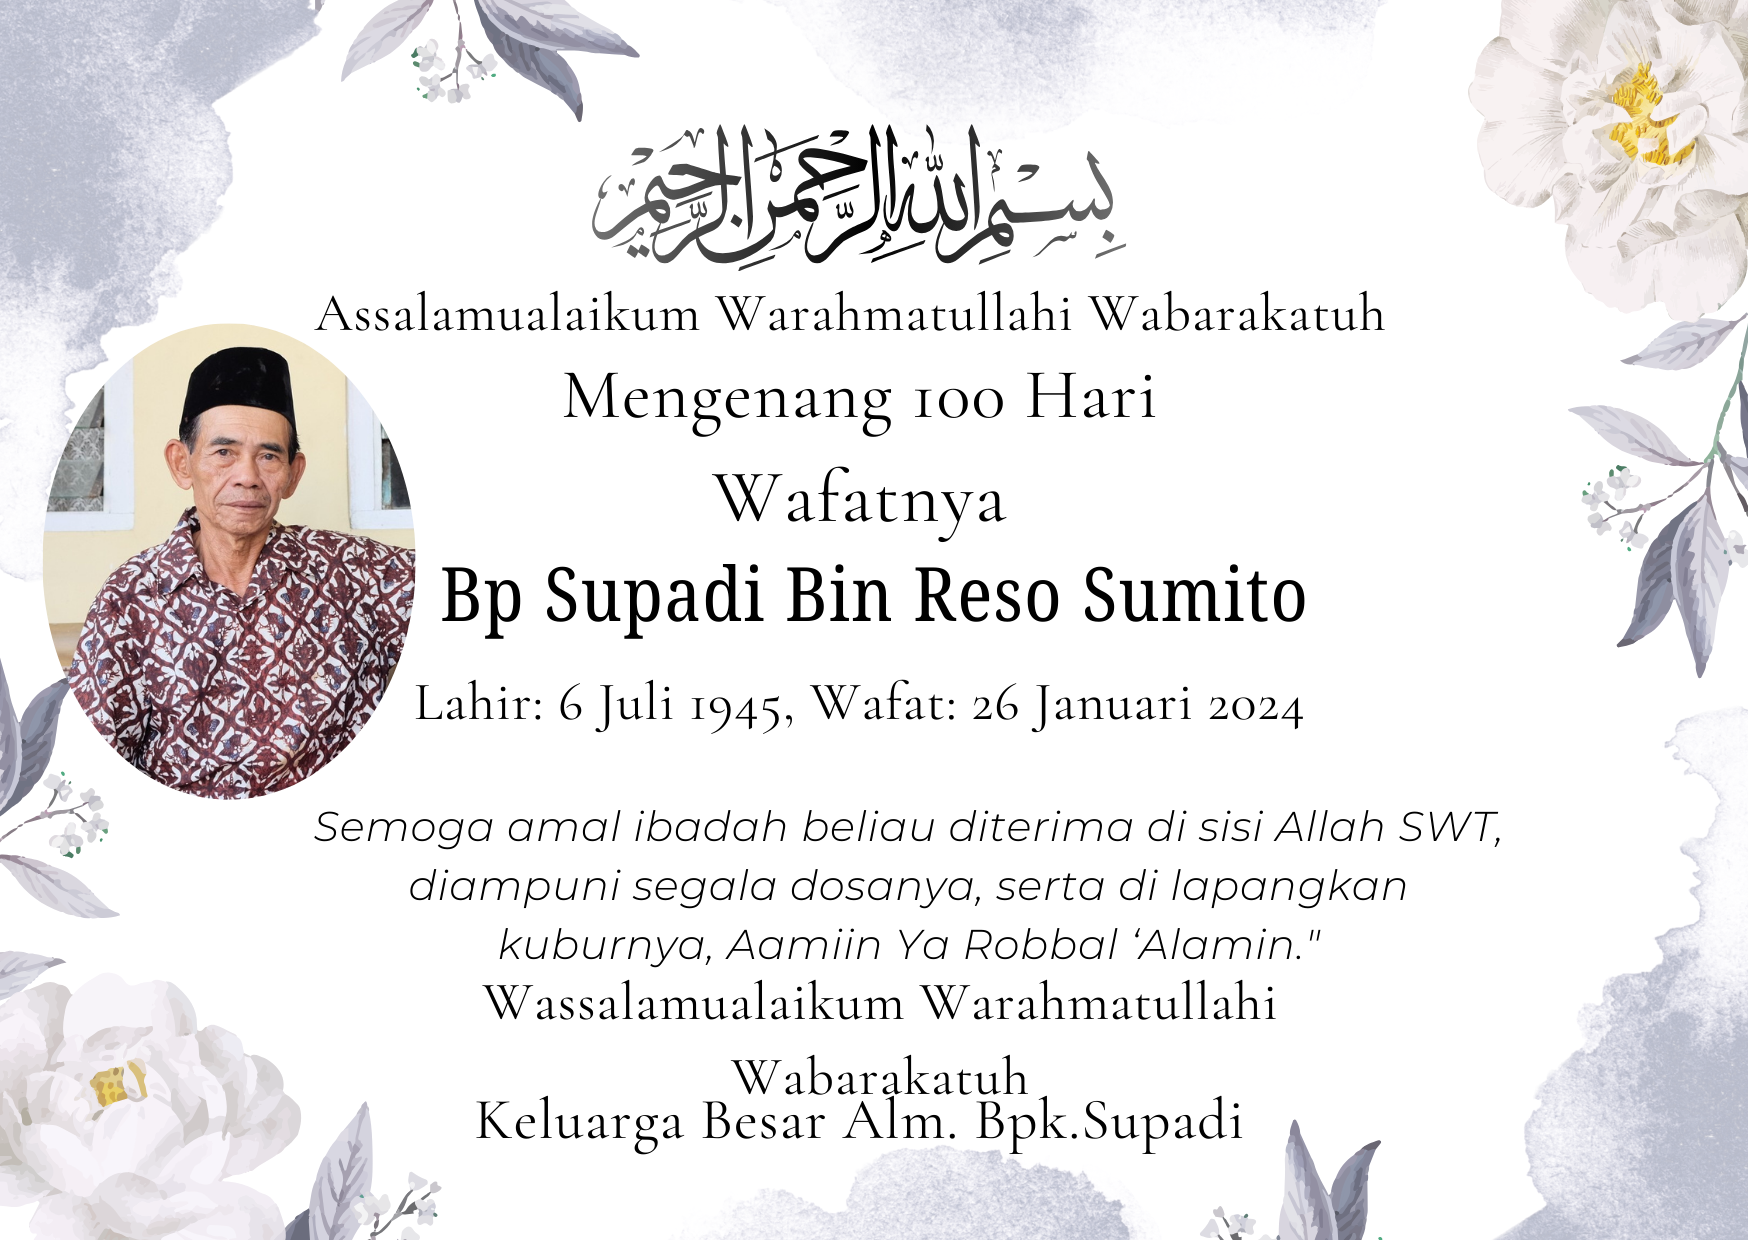 بِسْمِ اللهِ الرَّحْمٰنِ الرَّحِيْمِ
Assalamualaikum Warahmatullahi Wabarakatuh
Mengenang 100 Hari
Wafatnya
Bp Supadi Bin Reso Sumito
Lahir: 6 Juli 1945, Wafat: 26 Januari 2024
Semoga amal ibadah beliau diterima di sisi Allah SWT,
diampuni segala dosanya, serta di lapangkan
kuburnya, Aamiin Ya Robbal ‘Alamin."
Wassalamualaikum Warahmatullahi
Wabarakatuh
Keluarga Besar Alm. Bpk.Supadi